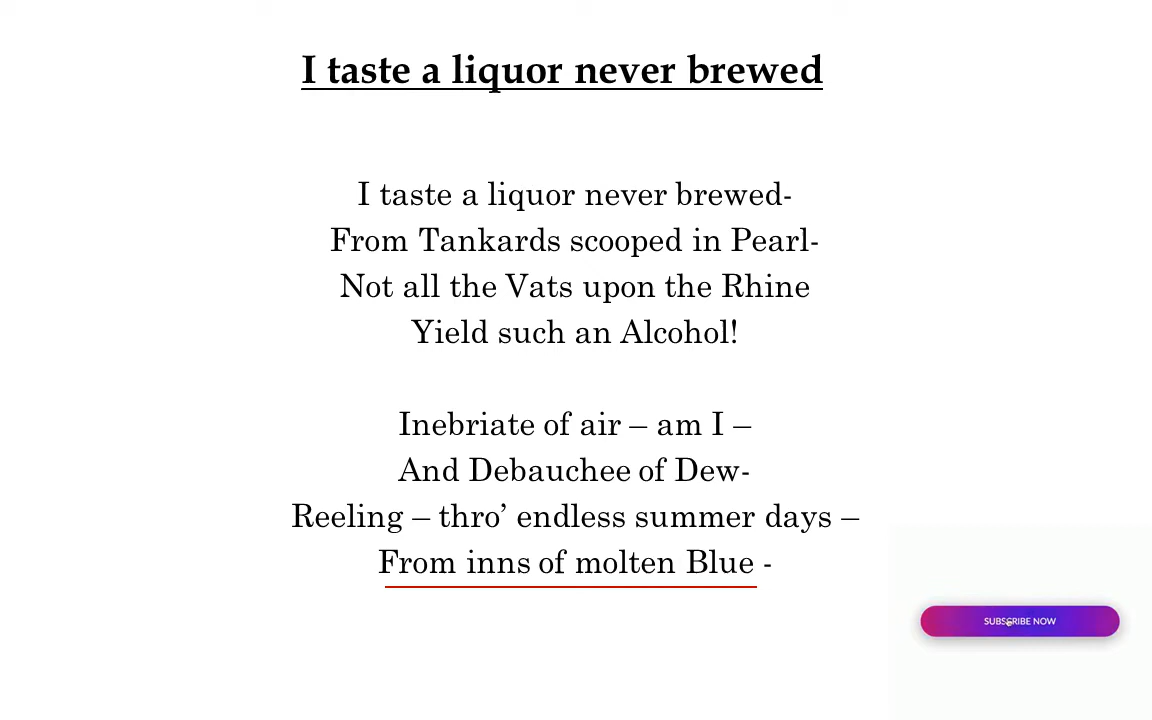 I taste a liquor never brewed
I taste a liquor never brewed-
From Tankards scooped in Pearl-
Not all the Vats upon the Rhine
Yield such an Alcohol!
Inebriate of air – am I –
And Debauchee of Dew-
Reeling – thro’ endless summer days –
From inns of molten Blue -
SUBSCRIBE NOW